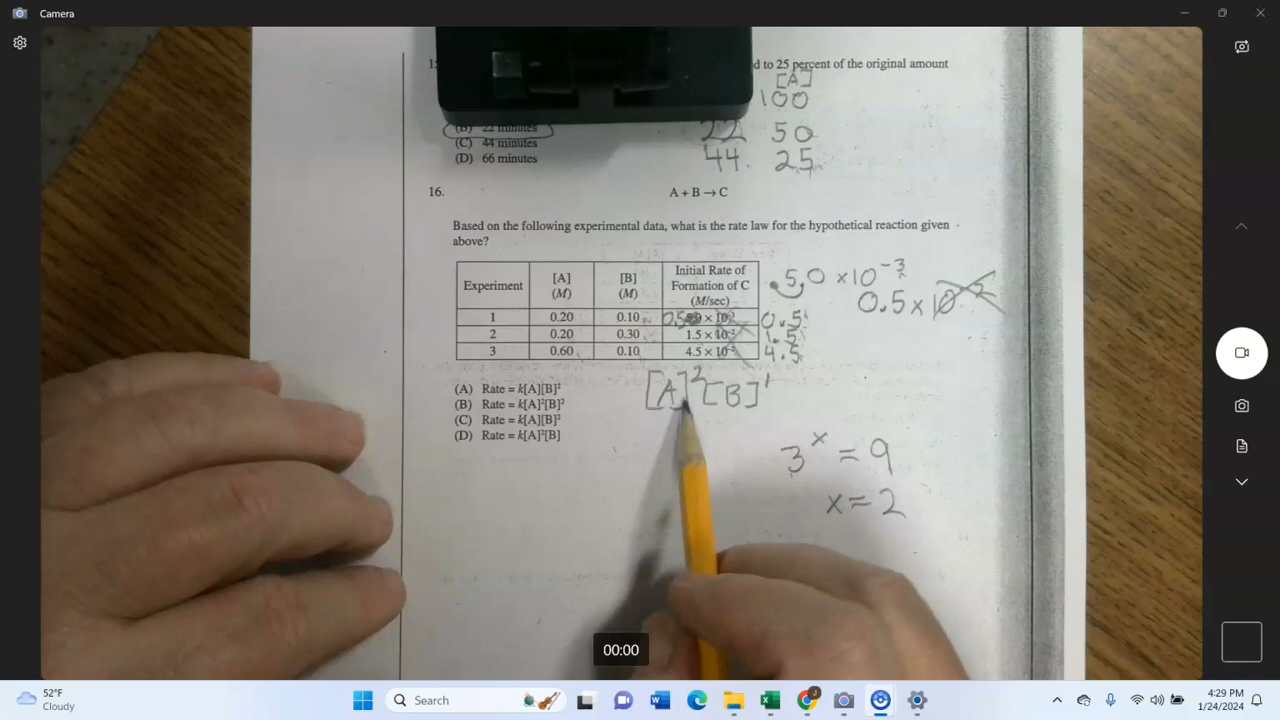 Camera
15
d to 25 percent of the original amount
[A]
100
(B) 22 minutes
22 50
(C) 44 minutes
44 25
(D) 66 minutes
16.
A + B → C
Based on the following experimental data, what is the rate law for the hypothetical reaction given
above?
Experiment
[A]
(M)
[B]
(M)
Initial Rate of
Formation of C
(M/sec)
5.0 ×10⁻³
0.5 ×10⁻²
1 0.20 0.10 0.5
2 0.20 0.30 1.5 × 10⁻² 1.5
3 0.60 0.10 4.5 × 10⁻² 4.5
[A]²[B]¹
(A) Rate = k[A][B]²
(B) Rate = k[A]²[B]²
(C) Rate = k[A][B]²
(D) Rate = k[A]²[B]
3ˣ = 9
x = 2
00:00
52°F
Cloudy
Search
4:29 PM
1/24/2024